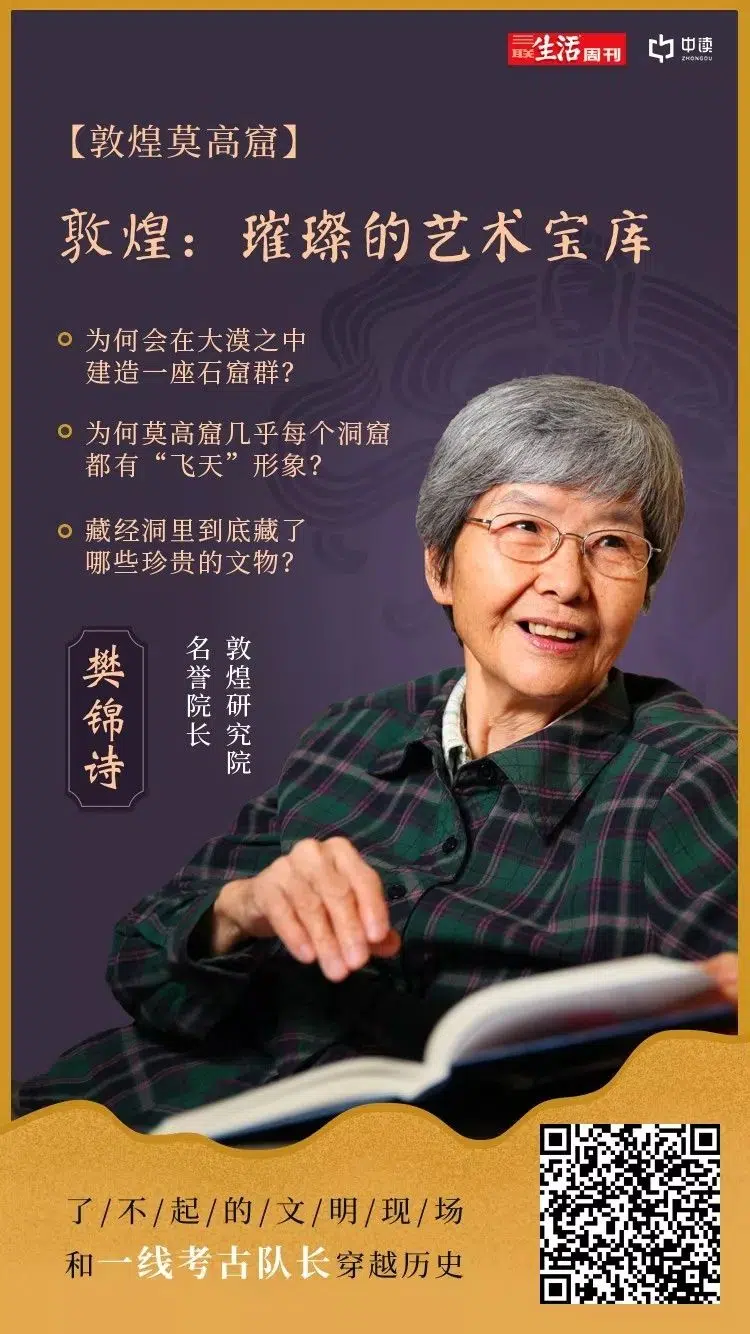 三联生活周刊
中读
ZHONGDU
【敦煌莫高窟】
敦煌：璀璨的艺术宝库
为何会在大漠之中
建造一座石窟群？
为何莫高窟几乎每个洞窟
都有“飞天”形象？
藏经洞里到底藏了
哪些珍贵的文物？
樊锦诗
敦煌研究院
名誉院长
了/不/起/的/文/明/现/场
和一线考古队长穿越历史